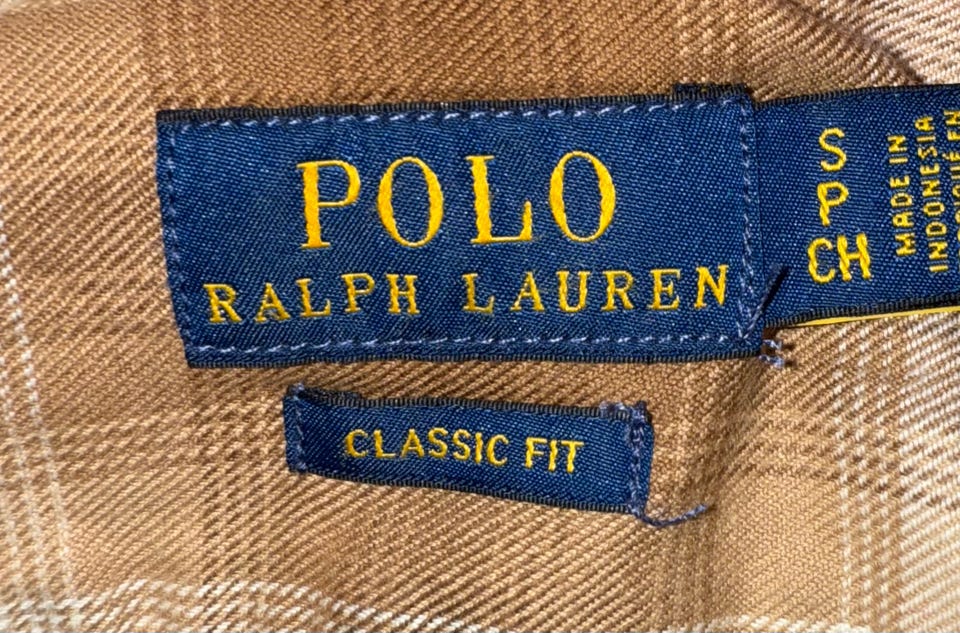 POLO
RALPH LAUREN
CLASSIC FIT
S
P
CH
MADE IN
INDONESIA